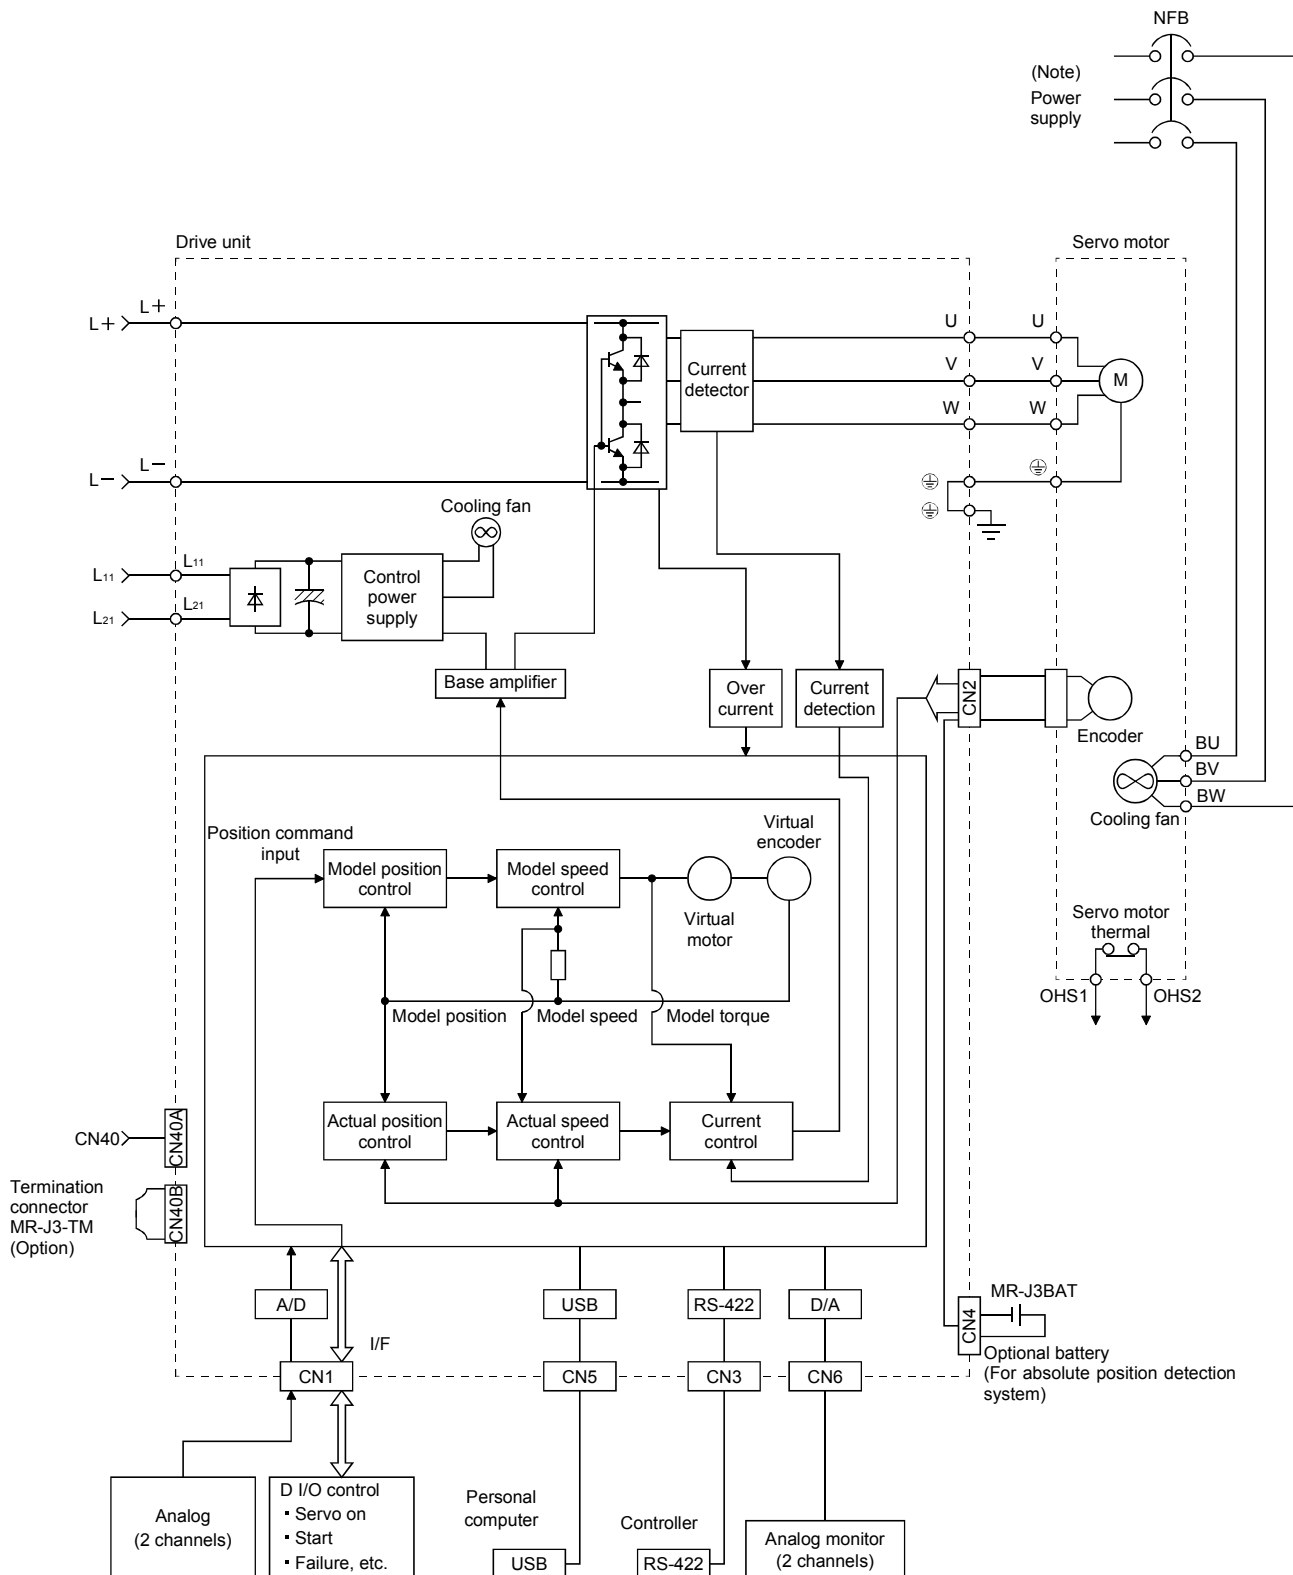 NFB
(Note)
Power
supply
Drive unit
Servo motor
L+
L+
U
U
V
V
W
W
Current
detector
M
L−
L−
Cooling fan
L11
L11
L21
L21
Control
power
supply
Base amplifier
Over
current
Current
detection
CN2
Encoder
BU
BV
BW
Cooling fan
Position command
input
Virtual
encoder
Model position
control
Model speed
control
Virtual
motor
Servo motor
thermal
OHS1
OHS2
Model position
Model speed
Model torque
Actual position
control
Actual speed
control
Current
control
CN40
CN40A
CN40B
Termination
connector
MR-J3-TM
(Option)
A/D
USB
RS-422
D/A
MR-J3BAT
CN4
I/F
Optional battery
(For absolute position detection
system)
CN1
CN5
CN3
CN6
Analog
(2 channels)
D I/O control
▪ Servo on
▪ Start
▪ Failure, etc.
Personal
computer
USB
Controller
RS-422
Analog monitor
(2 channels)